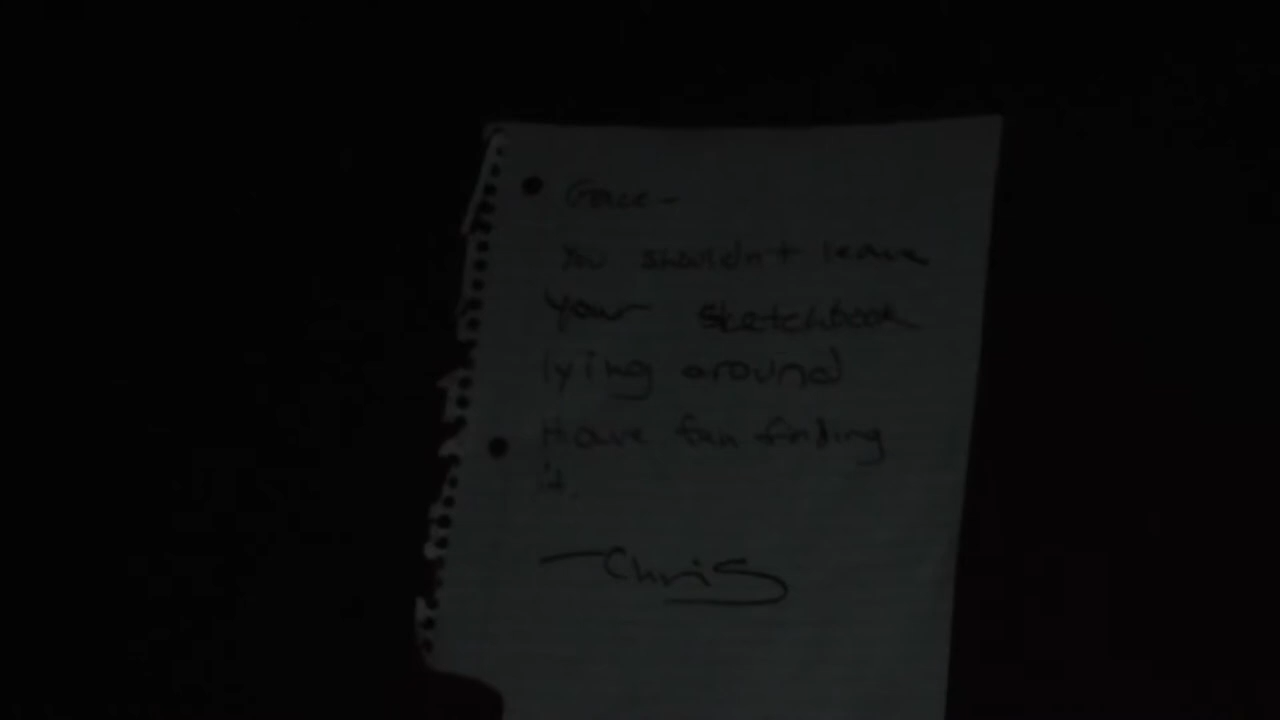 Grace-
You shouldn't leave
your sketchbook
lying around
Have fun finding
it.
-Chris